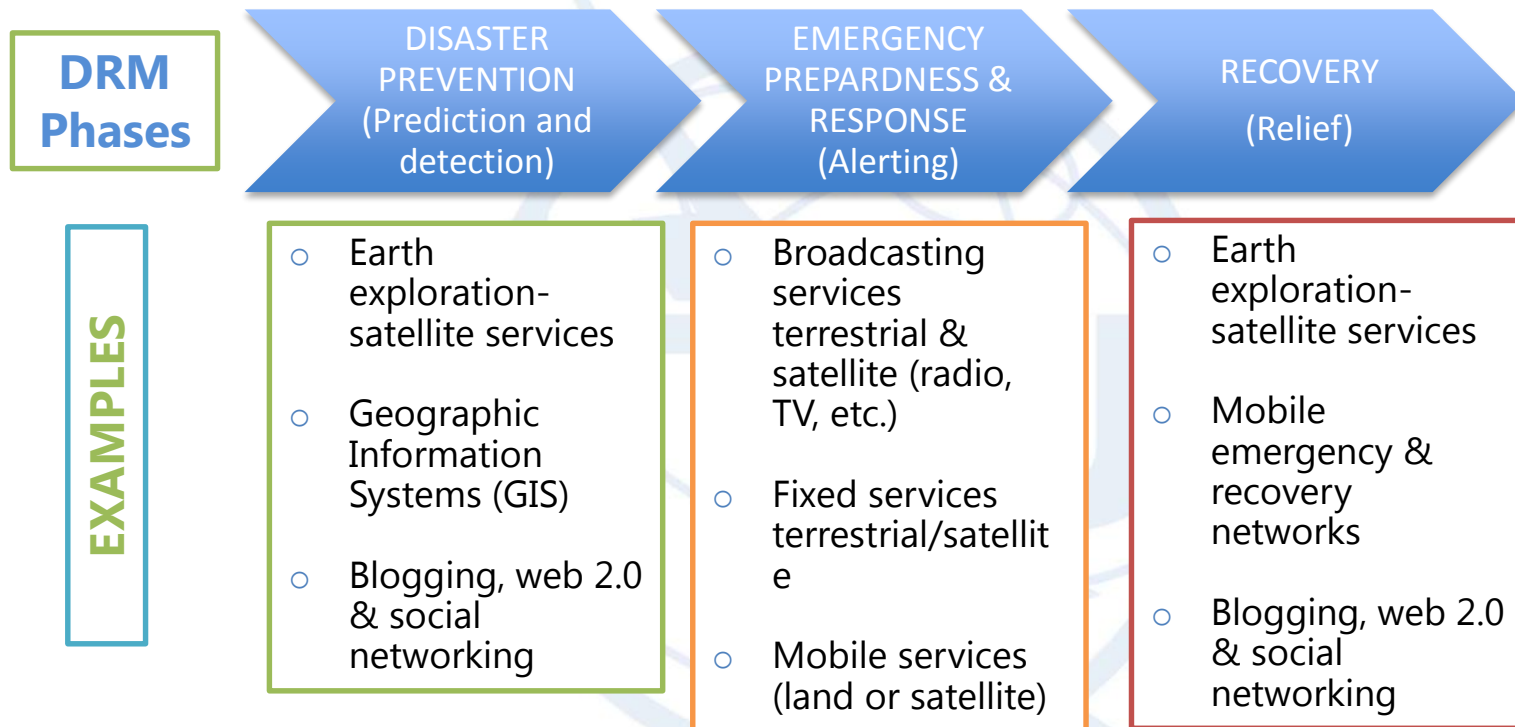 DRM
Phases
DISASTER
PREVENTION
(Prediction and
detection)
EMERGENCY
PREPARDNESS &
RESPONSE
(Alerting)
RECOVERY
(Relief)
EXAMPLES
o Earth
exploration-
satellite services
o Geographic
Information
Systems (GIS)
o Blogging, web 2.0
& social
networking
o Broadcasting
services
terrestrial &
satellite (radio,
TV, etc.)
o Fixed services
terrestrial/satellit
e
o Mobile services
(land or satellite)
o Earth
exploration-
satellite services
o Mobile
emergency &
recovery
networks
o Blogging, web 2.0
& social
networking